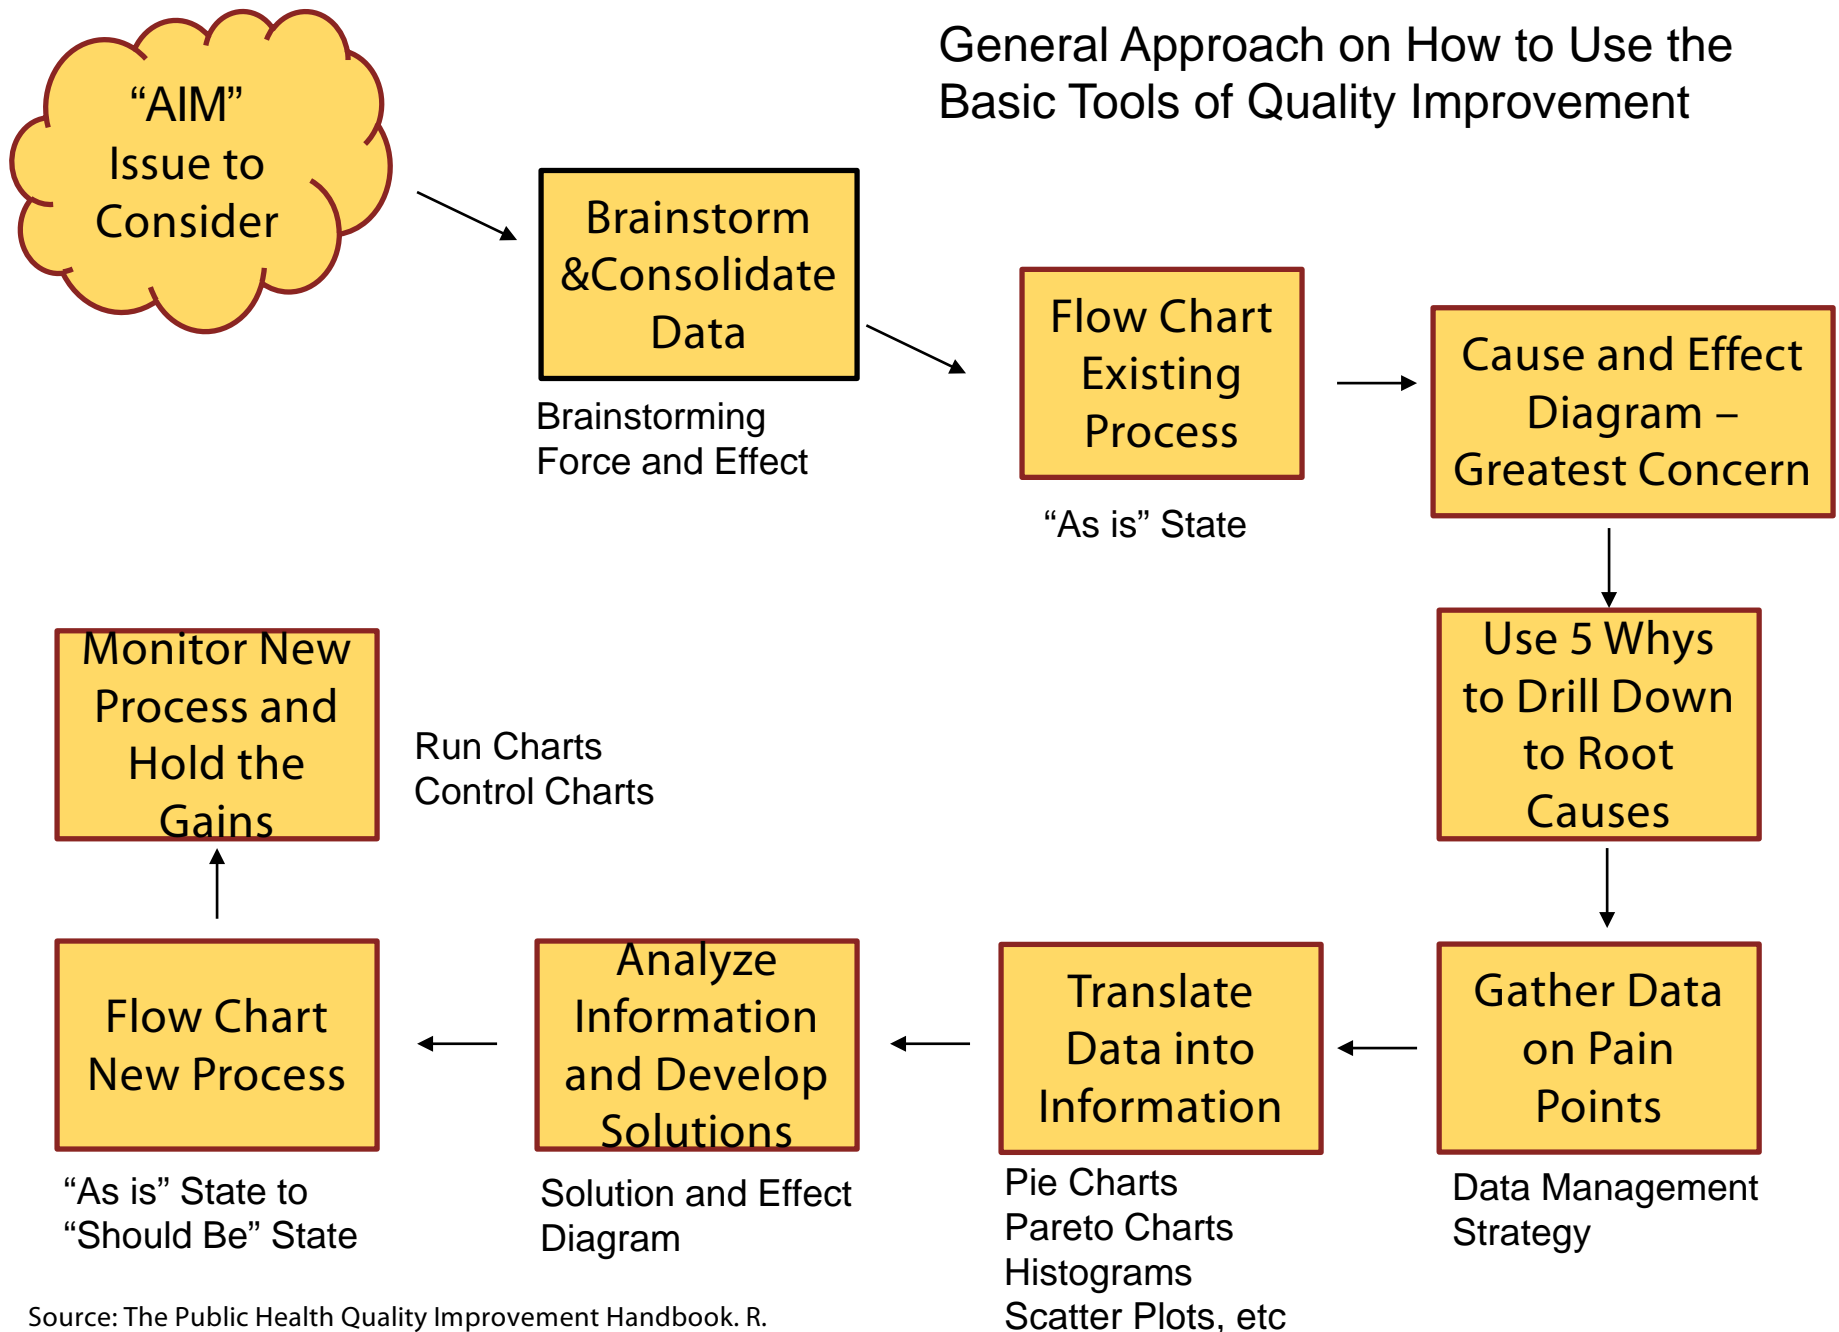 General Approach on How to Use the
Basic Tools of Quality Improvement
“AIM”
Issue to
Consider
Brainstorm
&Consolidate
Data
Brainstorming
Force and Effect
Flow Chart
Existing
Process
“As is” State
Cause and Effect
Diagram –
Greatest Concern
Use 5 Whys
to Drill Down
to Root
Causes
Gather Data
on Pain
Points
Data Management
Strategy
Translate
Data into
Information
Pie Charts
Pareto Charts
Histograms
Scatter Plots, etc
Analyze
Information
and Develop
Solutions
Solution and Effect
Diagram
Flow Chart
New Process
“As is” State to
“Should Be” State
Monitor New
Process and
Hold the
Gains
Run Charts
Control Charts
Source: The Public Health Quality Improvement Handbook. R.